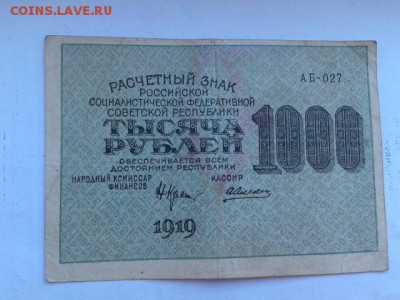 COINS.LAVE.RU
РАСЧЕТНЫЙ ЗНАК
АБ-027
РОССИЙСКОЙ
СОЦИАЛИСТИЧЕСКОЙ ФЕДЕРАТИВНОЙ
СОВЕТСКОЙ РЕСПУБЛИКИ
ТЫСЯЧА
РУБЛЕЙ
1000
ОБЕСПЕЧИВАЕТСЯ ВСЕМ
ДОСТОЯНИЕМ РЕСПУБЛИКИ
НАРОДНЫЙ КОМИССАР
ФИНАНСОВ
КАССИР
1919